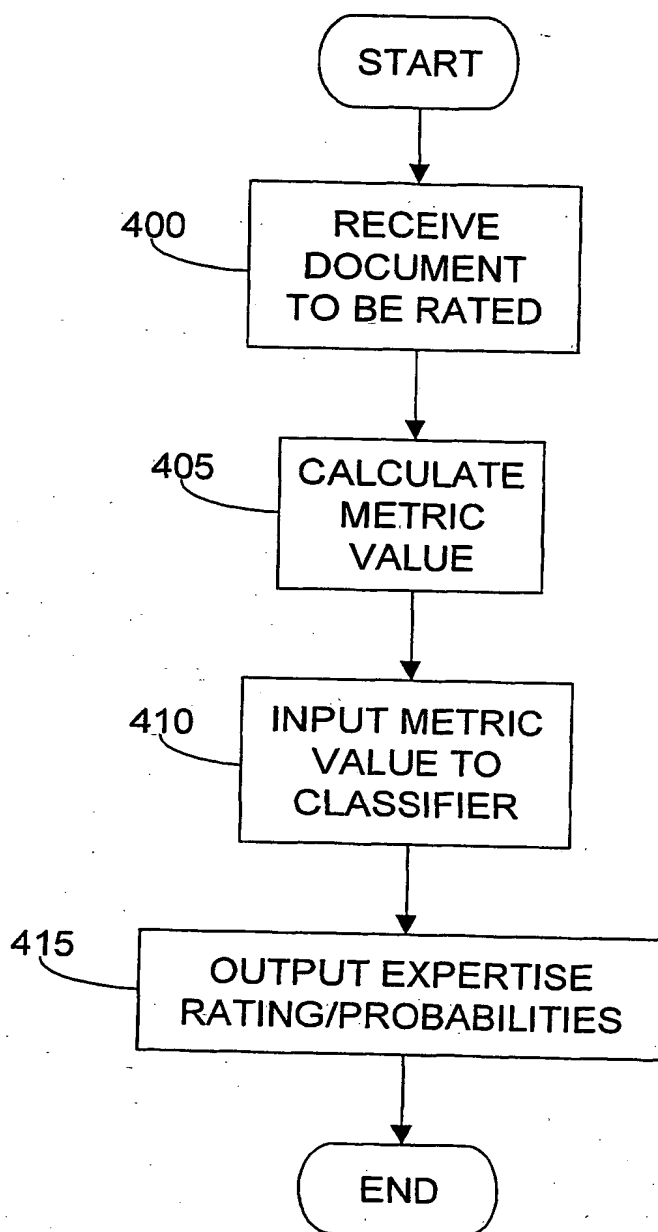 START
400
RECEIVE
DOCUMENT
TO BE RATED
405
CALCULATE
METRIC
VALUE
410
INPUT METRIC
VALUE TO
CLASSIFIER
415
OUTPUT EXPERTISE
RATING/PROBABILITIES
END